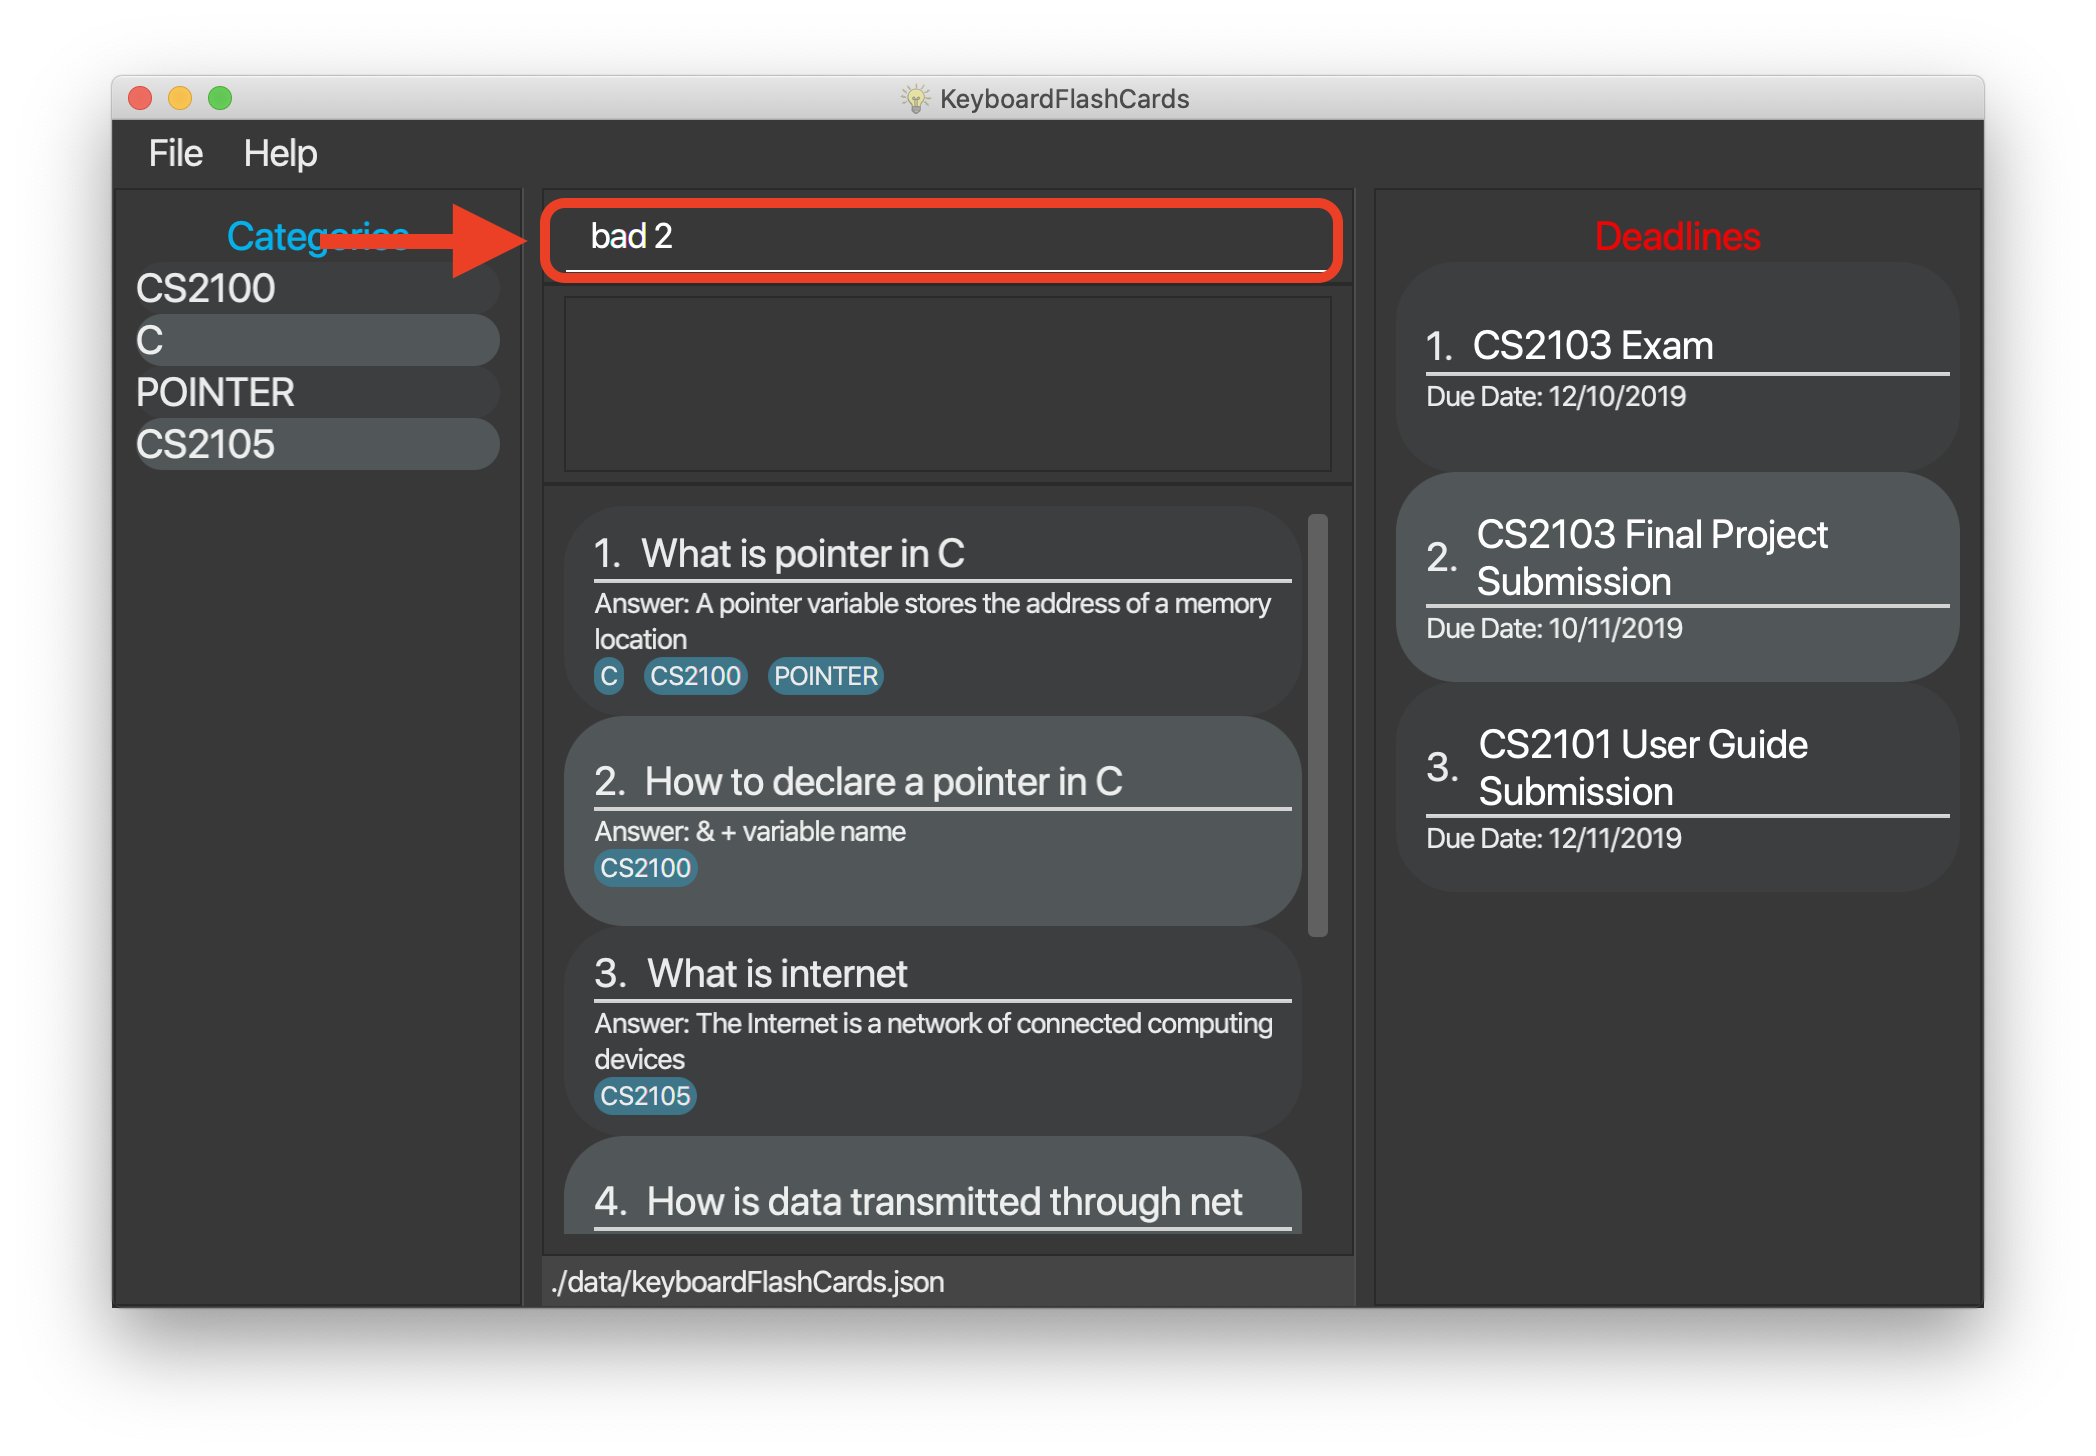 KeyboardFlashCards
File Help
Categories
CS2100
C
POINTER
CS2105
bad 2
1. What is pointer in C
Answer: A pointer variable stores the address of a memory
location
C CS2100 POINTER
2. How to declare a pointer in C
Answer: & + variable name
CS2100
3. What is internet
Answer: The Internet is a network of connected computing
devices
CS2105
4. How is data transmitted through net
./data/keyboardFlashCards.json
Deadlines
1. CS2103 Exam
Due Date: 12/10/2019
2. CS2103 Final Project
Submission
Due Date: 10/11/2019
3. CS2101 User Guide
Submission
Due Date: 12/11/2019